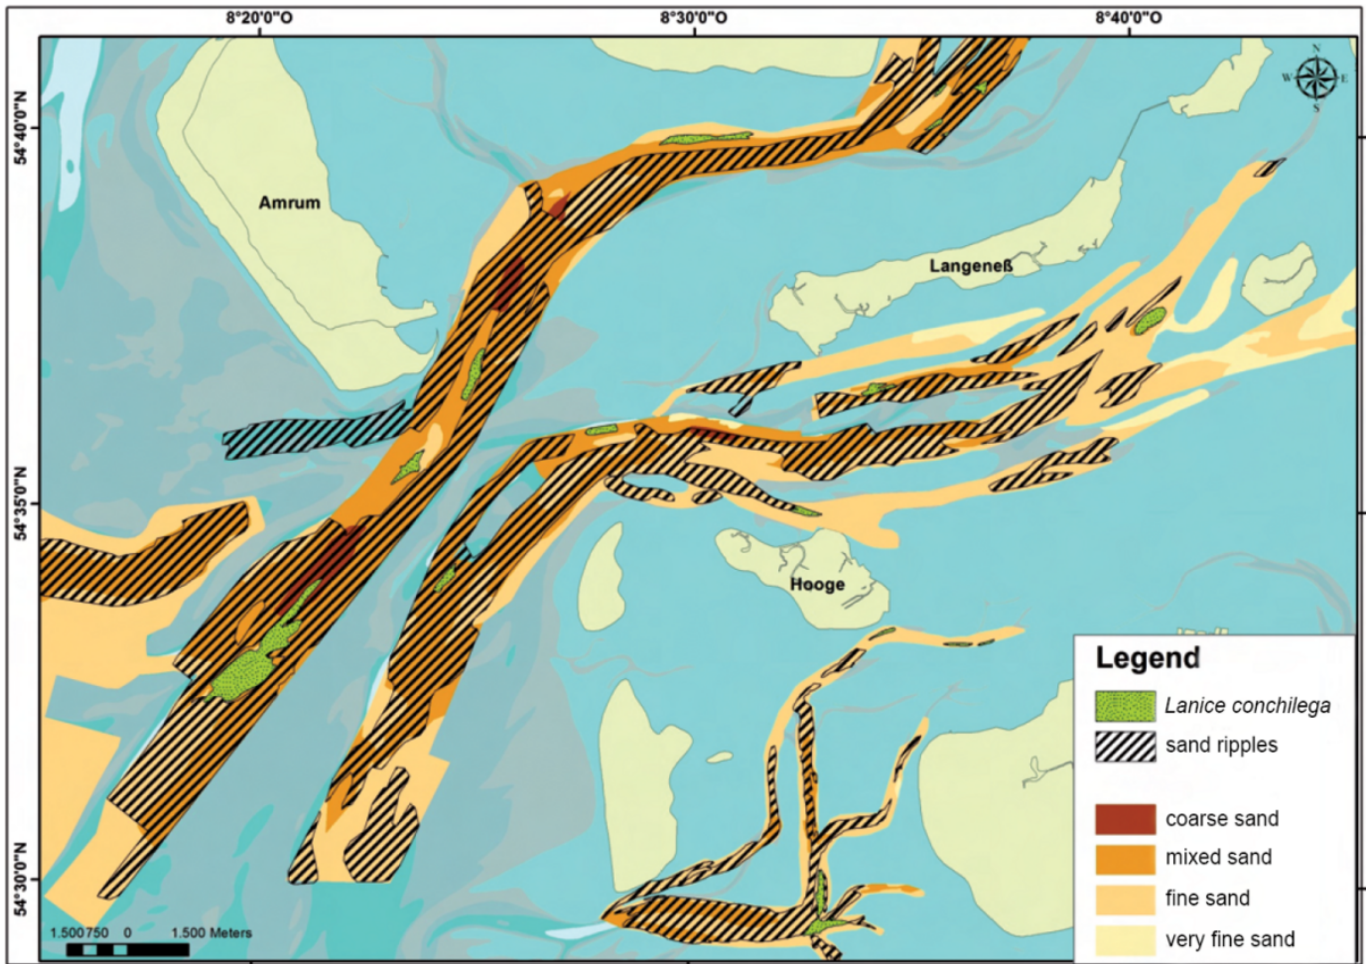 8°20'0"O
8°30'0"O
8°40'0"O
N
W
E
S
54°40'0"N
Amrum
Langeneß
54°35'0"N
Hooge
Legend
Lanice conchilega
sand ripples
coarse sand
mixed sand
fine sand
very fine sand
54°30'0"N
1.500750 0 1.500 Meters